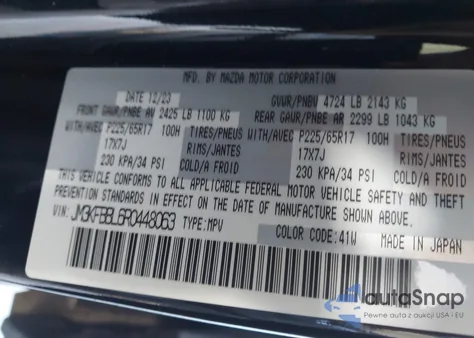 MFD. BY MAZDA MOTOR CORPORATION
DATE 12/23 GVWR/PNBV 4724 LB 2143 KG
FRONT GAWR/PNBE AV 2425 LB 1100 KG REAR GAWR/PNBE AR 2299 LB 1043 KG
WITH/AVEC P225/65R17 100H TIRES/PNEUS P225/65R17 100H TIRES/PNEUS
17X7J RIMS/JANTES 17X7J RIMS/JANTES
230 KPA/34 PSI COLD/A FROID 230 KPA/34 PSI COLD/A FROID
THIS VEHICLE CONFORMS TO ALL APPLICABLE FEDERAL MOTOR VEHICLE SAFETY AND THEFT
PREVENTION STANDARDS IN EFFECT ON THE DATE OF MANUFACTURE SHOWN ABOVE.
VIN: JM3KFBBL6R0448063 TYPE: MPV COLOR CODE: 41W MADE IN JAPAN
autaSnap
Pewne auta z aukcji USA i EU